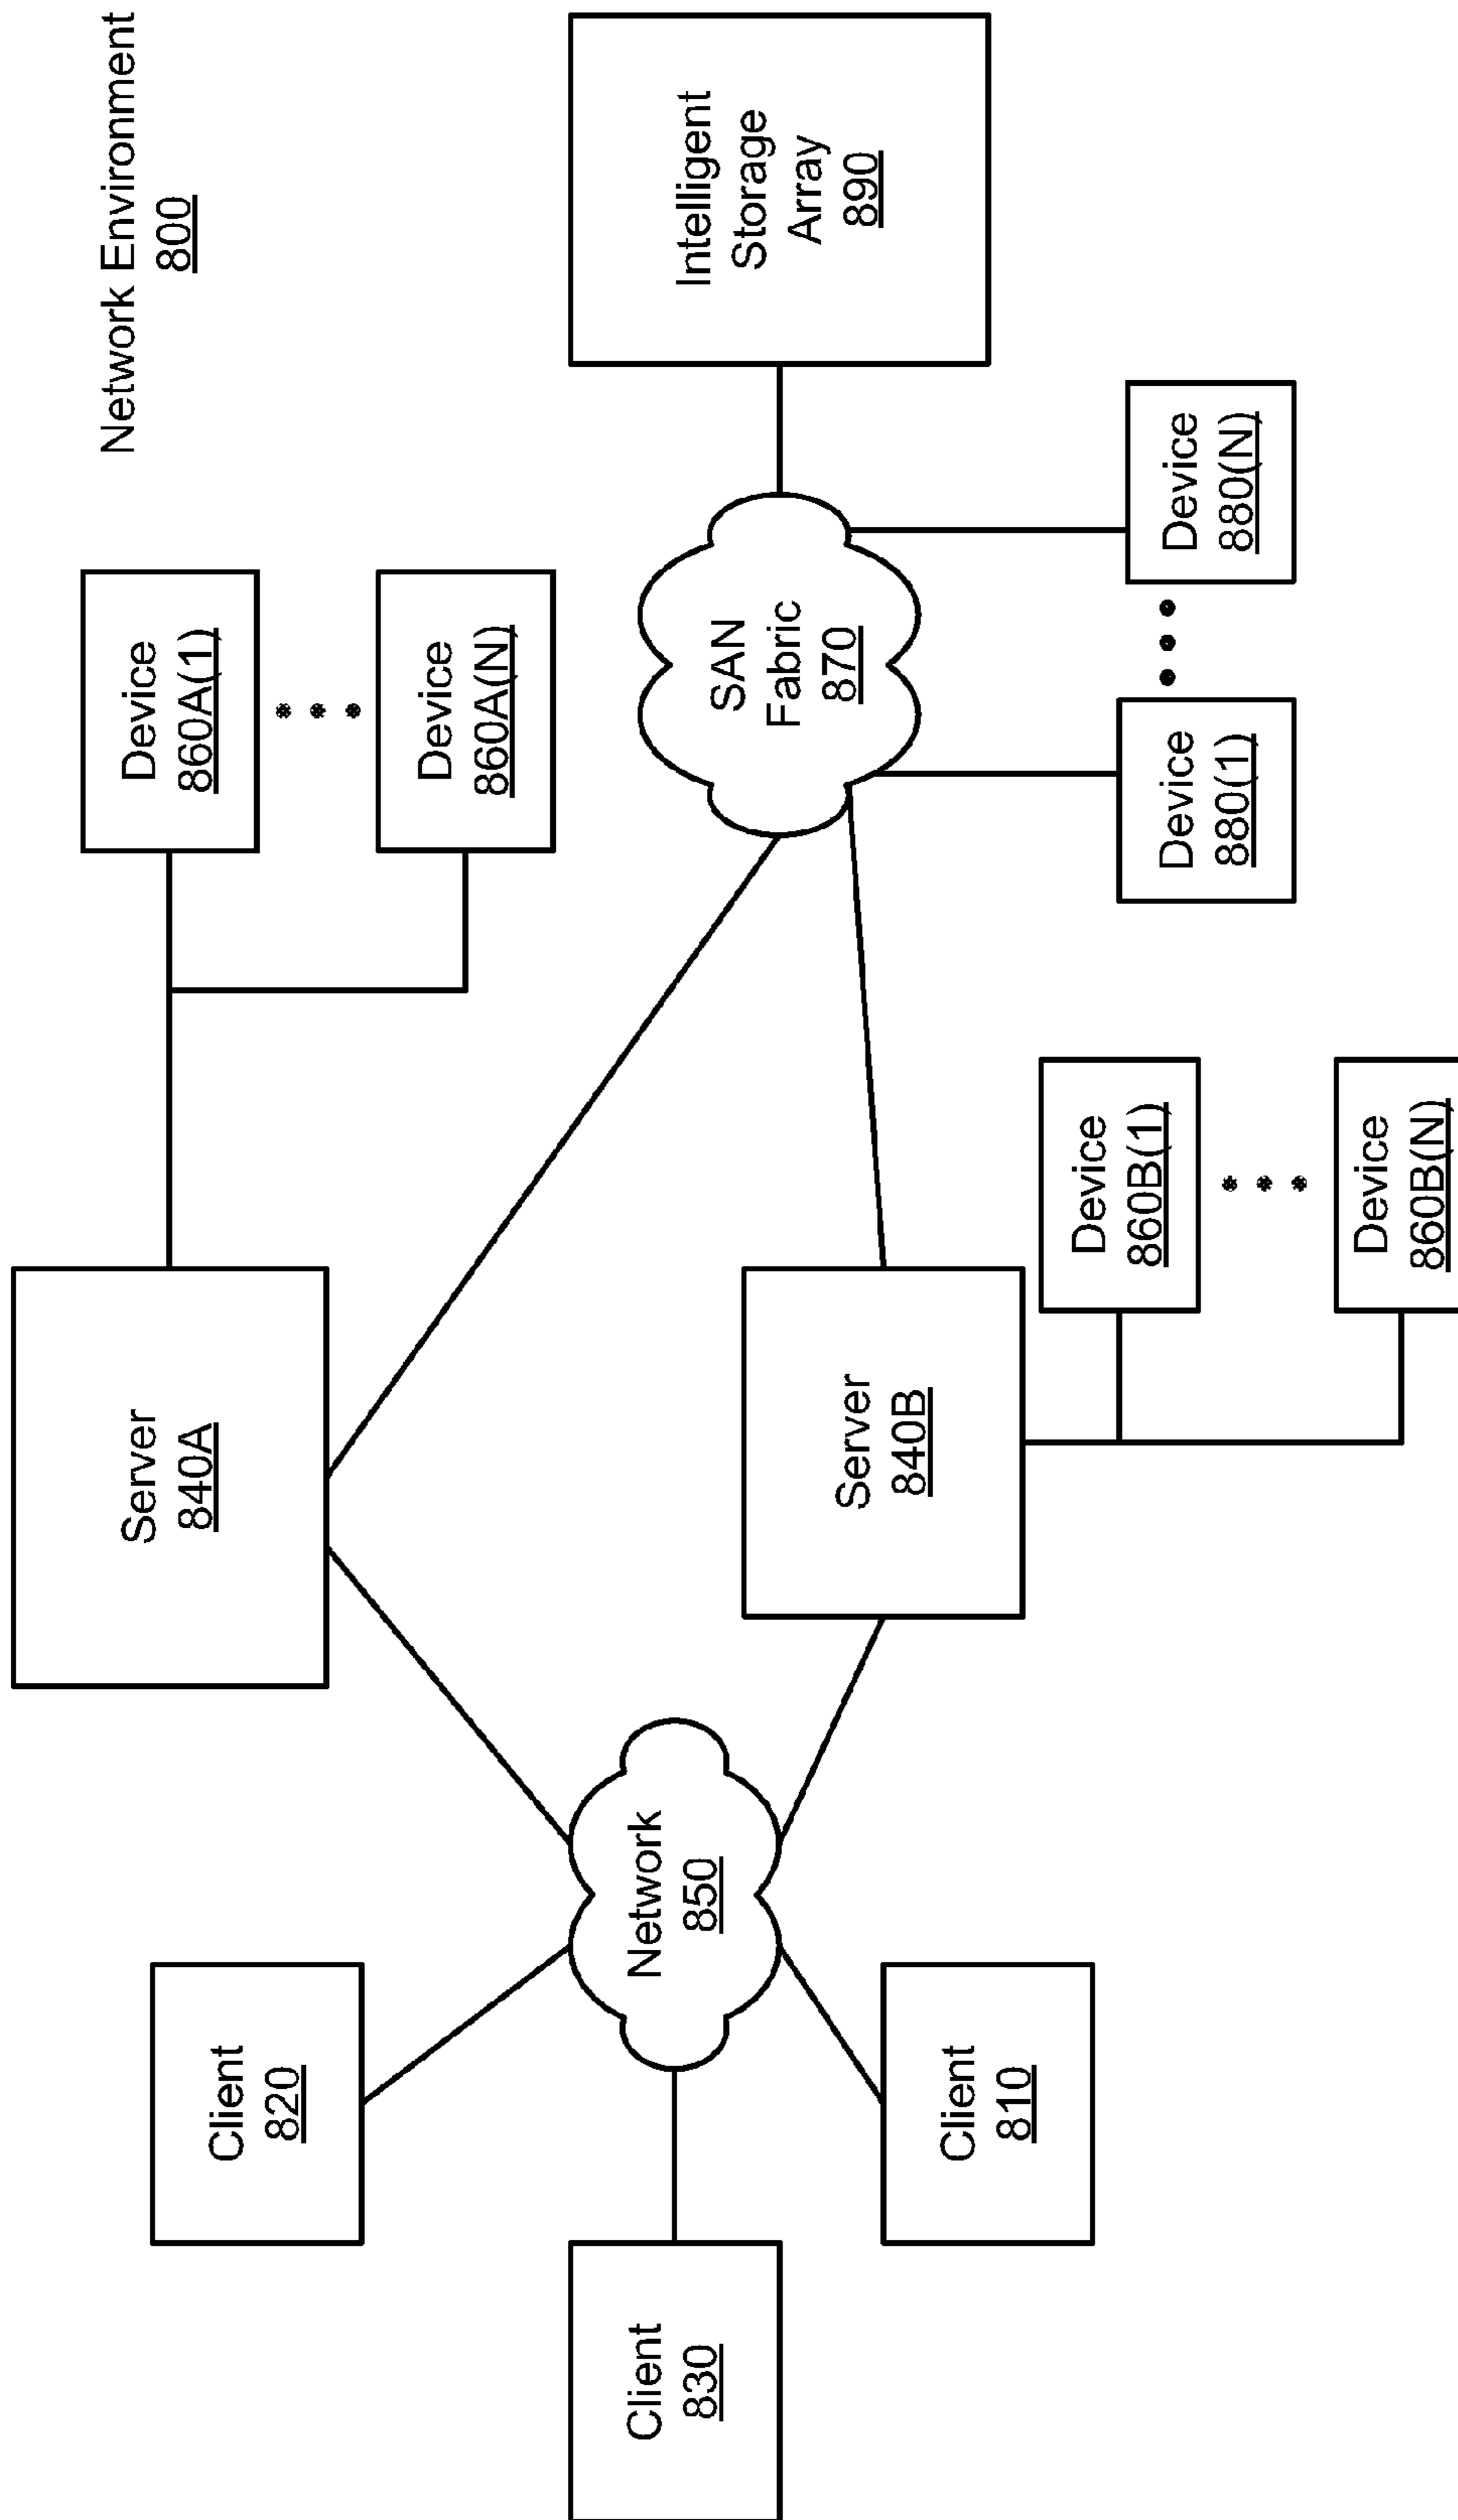 Network Environment
800
Device
860A(1)
Device
860A(N)
Server
840A
Client
820
Client
830
Network
850
Client
810
Server
840B
Device
860B(1)
Device
860B(N)
SAN
Fabric
870
Device
880(1)
Device
880(N)
Intelligent
Storage
Array
890